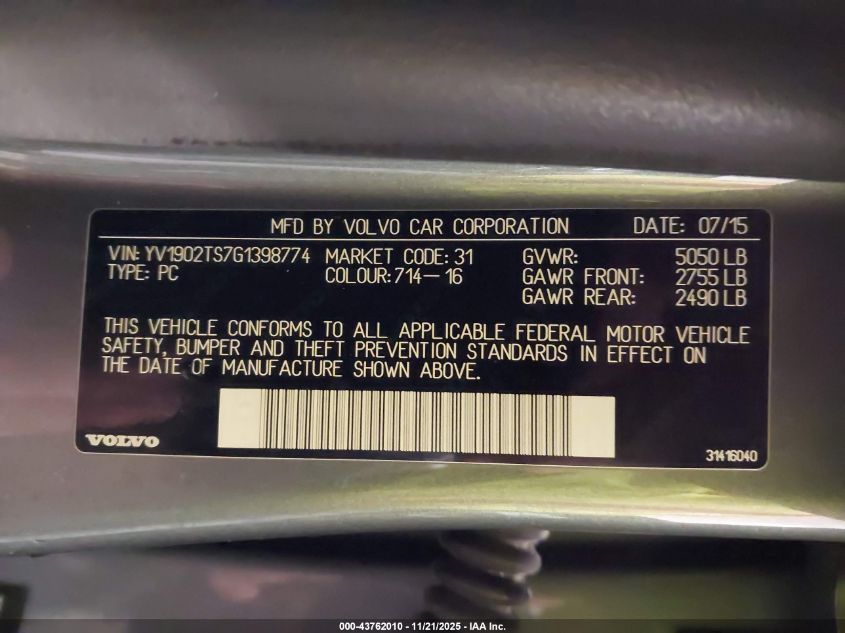 MFD BY VOLVO CAR CORPORATION DATE: 07/15
VIN: YV1902TS7G1398774 MARKET CODE: 31 GVWR: 5050 LB
TYPE: PC COLOUR: 714-16 GAWR FRONT: 2755 LB
GAWR REAR: 2490 LB
THIS VEHICLE CONFORMS TO ALL APPLICABLE FEDERAL MOTOR VEHICLE
SAFETY, BUMPER AND THEFT PREVENTION STANDARDS IN EFFECT ON
THE DATE OF MANUFACTURE SHOWN ABOVE.
VOLVO
31416040
000-43762010 - 11/21/2025 - IAA Inc.